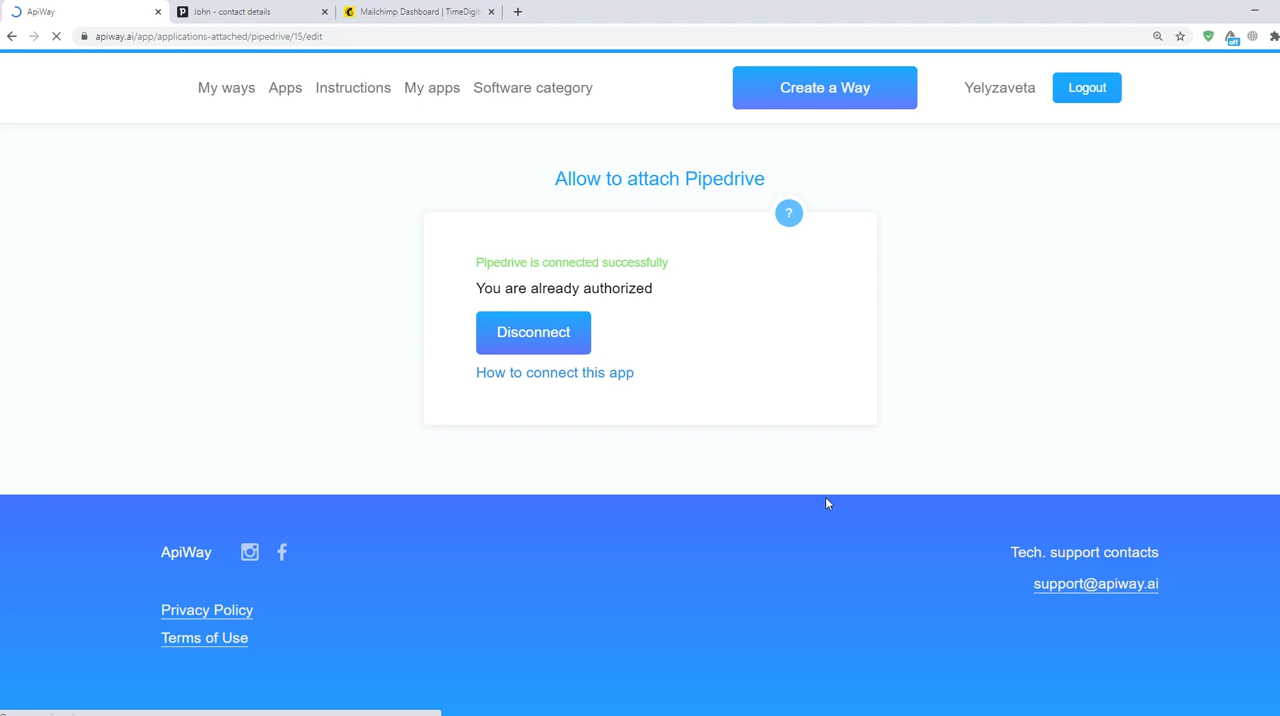 ApiWay
John - contact details
Mailchimp Dashboard | TimeDigit
apiway.ai/app/applications-attached/pipedrive/15/edit
off
My ways Apps Instructions My apps Software category
Create a Way
Yelyzaveta
Logout
Allow to attach Pipedrive
?
Pipedrive is connected successfully
You are already authorized
Disconnect
How to connect this app
ApiWay
Tech. support contacts
support@apiway.ai
Privacy Policy
Terms of Use